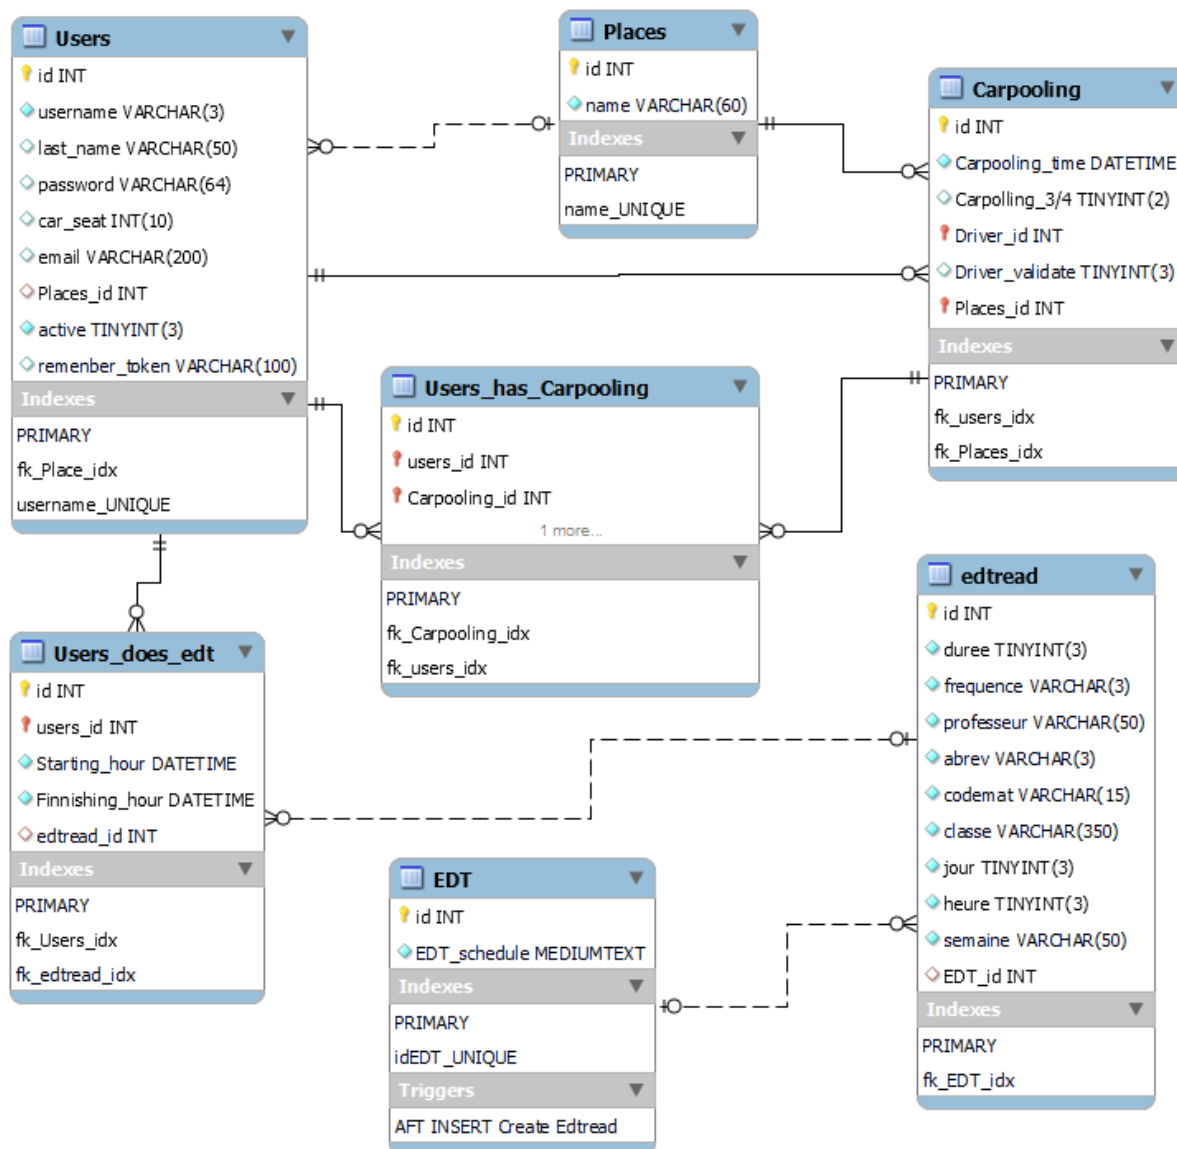 Users
id INT
username VARCHAR(3)
last_name VARCHAR(50)
password VARCHAR(64)
car_seat INT(10)
email VARCHAR(200)
Places_id INT
active TINYINT(3)
remenber_token VARCHAR(100)
Indexes
PRIMARY
fk_Place_idx
username_UNIQUE
Places
id INT
name VARCHAR(60)
Indexes
PRIMARY
name_UNIQUE
Carpooling
id INT
Carpooling_time DATETIME
Carpolling_3/4 TINYINT(2)
Driver_id INT
Driver_validate TINYINT(3)
Places_id INT
Indexes
PRIMARY
fk_users_idx
fk_Places_idx
Users_has_Carpooling
id INT
users_id INT
Carpooling_id INT
1 more...
Indexes
PRIMARY
fk_Carpooling_idx
fk_users_idx
Users_does_edt
id INT
users_id INT
Starting_hour DATETIME
Finnishing_hour DATETIME
edtread_id INT
Indexes
PRIMARY
fk_Users_idx
fk_edtread_idx
EDT
id INT
EDT_schedule MEDIUMTEXT
Indexes
PRIMARY
idEDT_UNIQUE
Triggers
AFT INSERT Create Edtread
edtread
id INT
duree TINYINT(3)
frequence VARCHAR(3)
professeur VARCHAR(50)
abrev VARCHAR(3)
codemat VARCHAR(15)
classe VARCHAR(350)
jour TINYINT(3)
heure TINYINT(3)
semaine VARCHAR(50)
EDT_id INT
Indexes
PRIMARY
fk_EDT_idx